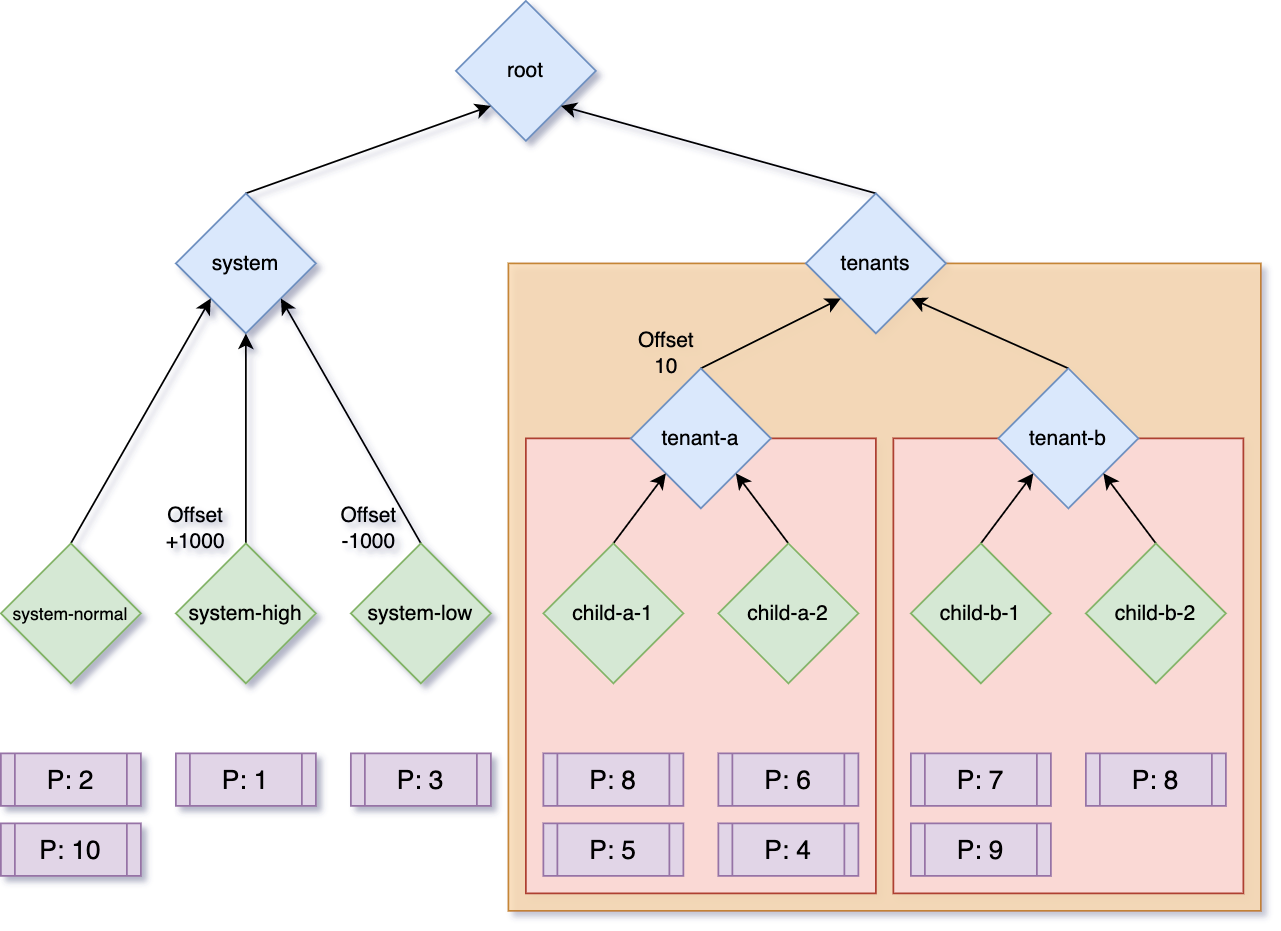 root
system
tenants
Offset
10
tenant-a
tenant-b
Offset
+1000
Offset
-1000
system-normal
system-high
system-low
child-a-1
child-a-2
child-b-1
child-b-2
P: 2
P: 1
P: 3
P: 8
P: 6
P: 7
P: 8
P: 10
P: 5
P: 4
P: 9